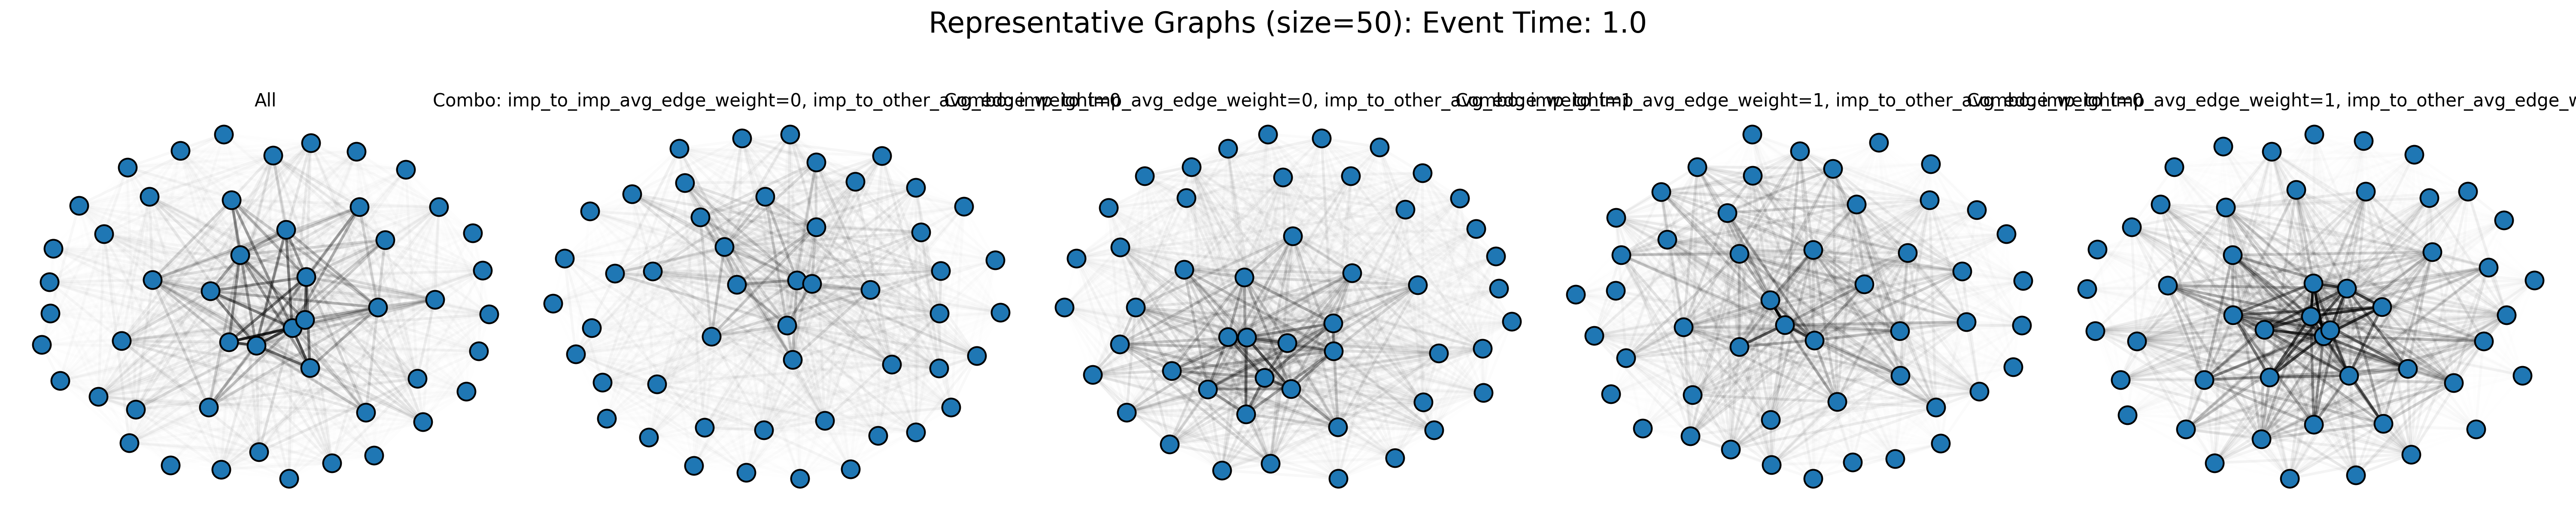 Representative Graphs (size=50): Event Time: 1.0
All
Combo: imp_to_imp_avg_edge_weight=0, imp_to_other_avg_edge_weight=0
Combo: imp_to_imp_avg_edge_weight=0, imp_to_other_avg_edge_weight=1
Combo: imp_to_imp_avg_edge_weight=1, imp_to_other_avg_edge_weight=0
Combo: imp_to_imp_avg_edge_weight=1, imp_to_other_avg_edge_w